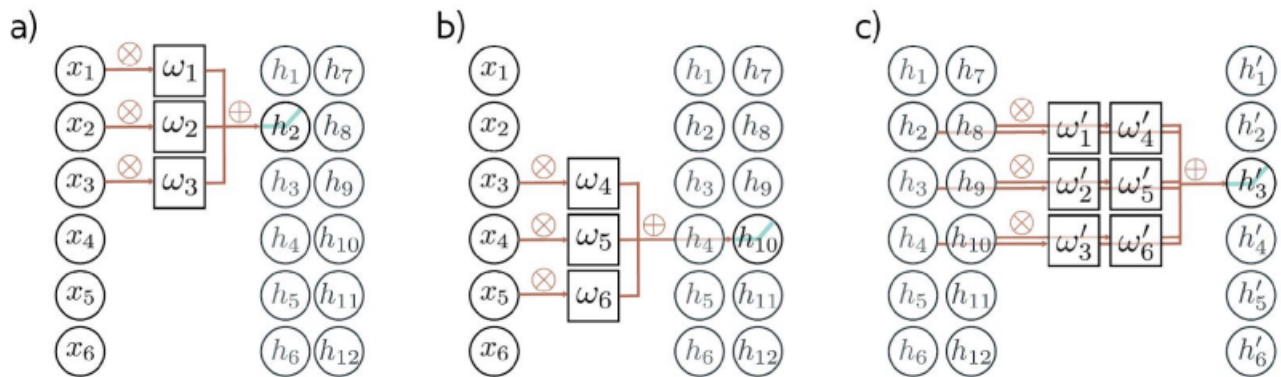 a) b) c)
x₁ ω₁ h₁ h₇ x₁ h₁ h₇ h₁ h₇ h′₁
x₂ ω₂ h₂ h₈ x₂ h₂ h₈ h₂ h₈ ω′₁ ω′₄ h′₂
x₃ ω₃ h₃ h₉ x₃ ω₄ h₃ h₉ h₃ h₉ ω′₂ ω′₅ h′₃
x₄ h₄ h₁₀ x₄ ω₅ h₄ h₁₀ h₄ h₁₀ ω′₃ ω′₆ h′₄
x₅ h₅ h₁₁ x₅ ω₆ h₅ h₁₁ h₅ h₁₁ h′₅
x₆ h₆ h₁₂ x₆ h₆ h₁₂ h₆ h₁₂ h′₆